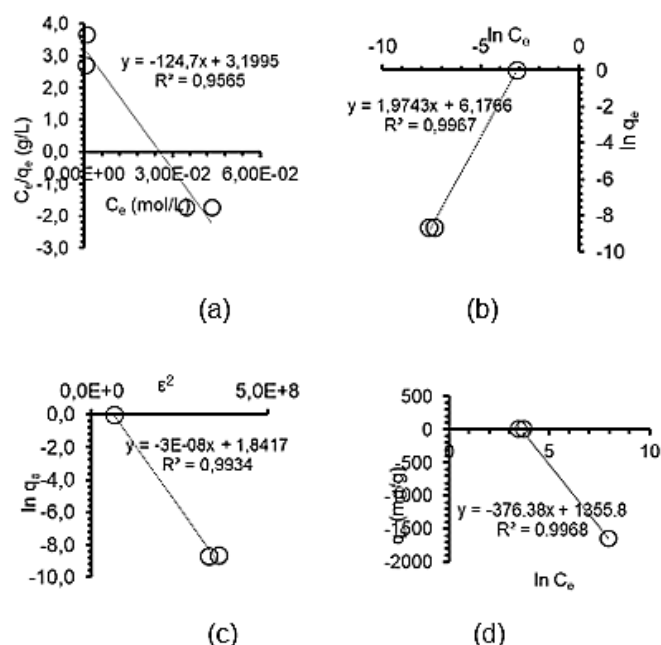 4,0
3,0
2,0
1,0
0,0
-1,0
-2,0
-3,0
Cₑ/qₑ (g/L)
y = -124,7x + 3,1995
R² = 0,9565
0,00E+00 3,00E-02 6,00E-02
Cₑ (mol/L)
(a)
ln Cₑ
-10 -5 0
0
-2
-4
-6
-8
-10
ln qₑ
y = 1,9743x + 6,1766
R² = 0,9967
(b)
ε²
0,0E+0 5,0E+8
0,0
-2,0
-4,0
-6,0
-8,0
-10,0
ln qₑ
y = -3E-08x + 1,8417
R² = 0,9934
(c)
500
0
-500
-1000
-1500
-2000
0 5 10
(mg/g)
y = -376.38x + 1355.8
R² = 0.9968
ln Cₑ
(d)